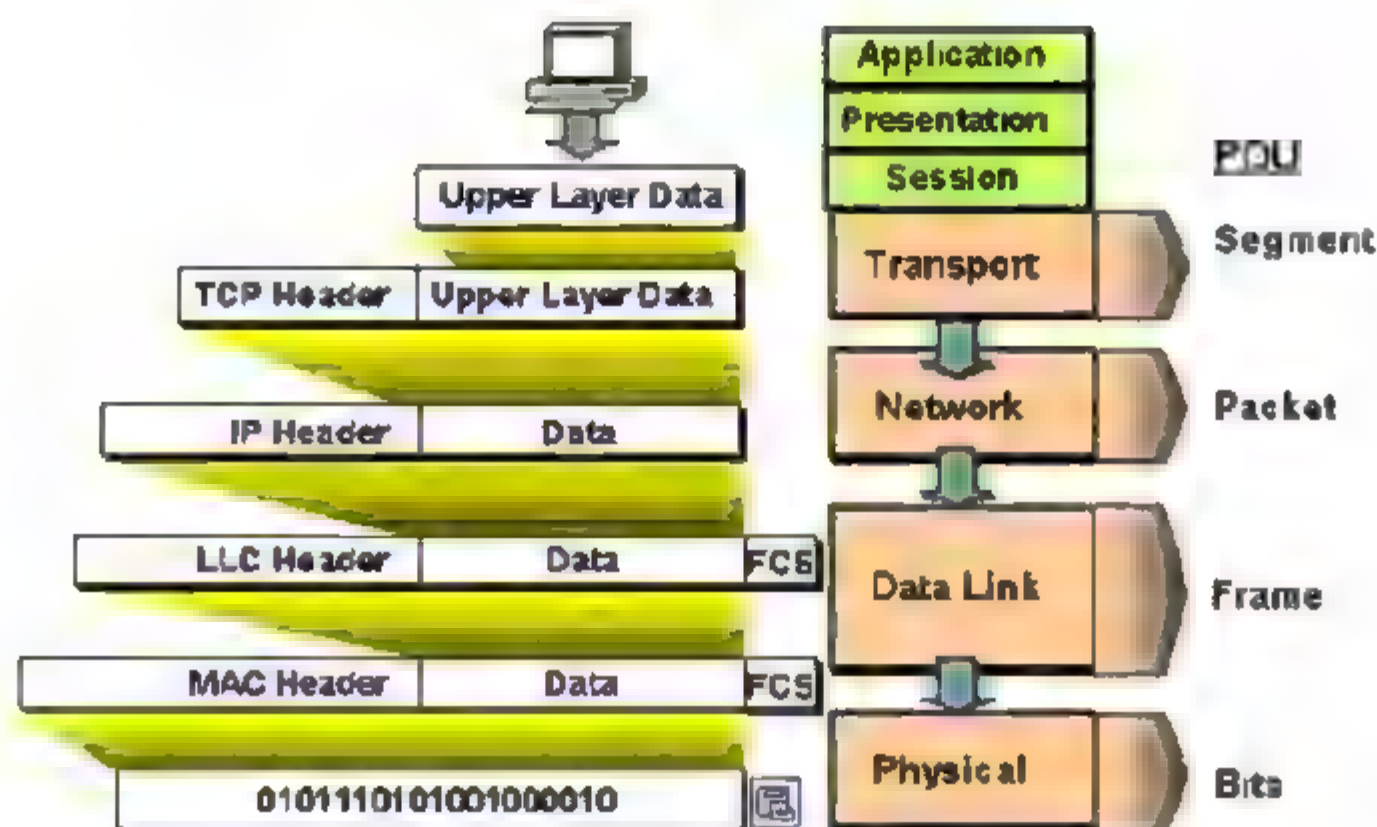 Application
Presentation
Session
PDU
Upper Layer Data
Transport
Segment
TCP Header Upper Layer Data
Network
Packet
IP Header Data
LLC Header Data FCS
Data Link
Frame
MAC Header Data FCS
Physical
Bits
0101110101001000010